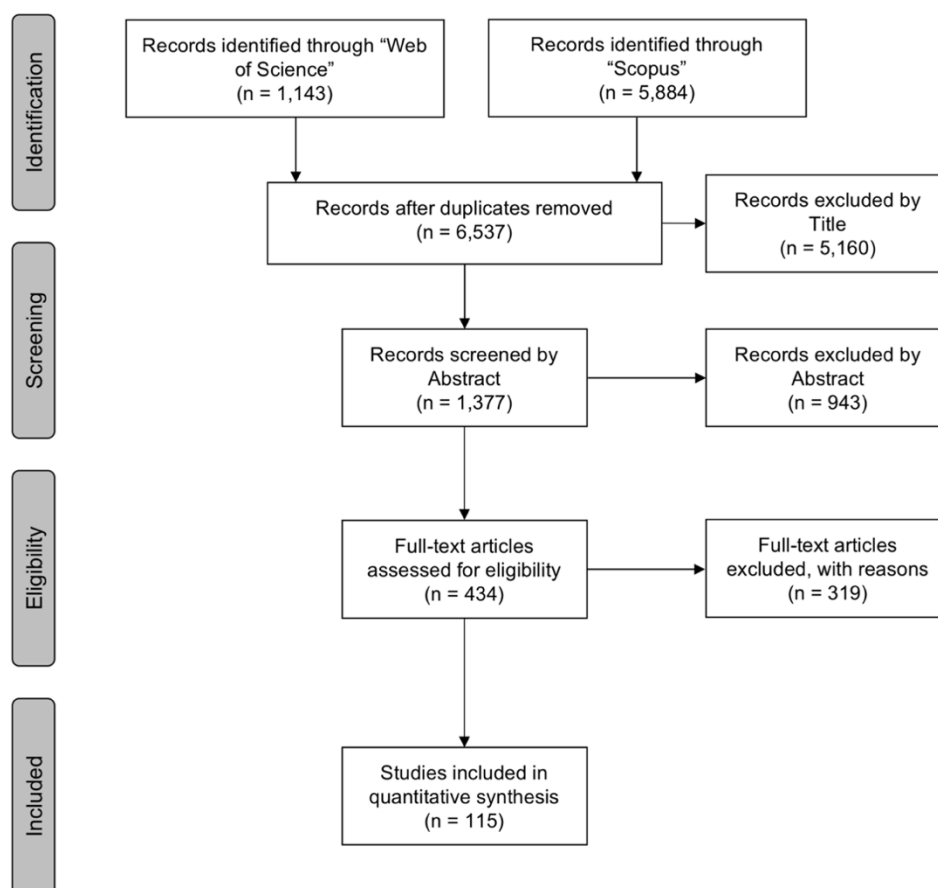 Identification
Records identified through “Web
of Science”
(n = 1,143)
Records identified through
“Scopus”
(n = 5,884)
Records after duplicates removed
(n = 6,537)
Records excluded by
Title
(n = 5,160)
Screening
Records screened by
Abstract
(n = 1,377)
Records excluded by
Abstract
(n = 943)
Eligibility
Full-text articles
assessed for eligibility
(n = 434)
Full-text articles
excluded, with reasons
(n = 319)
Included
Studies included in
quantitative synthesis
(n = 115)